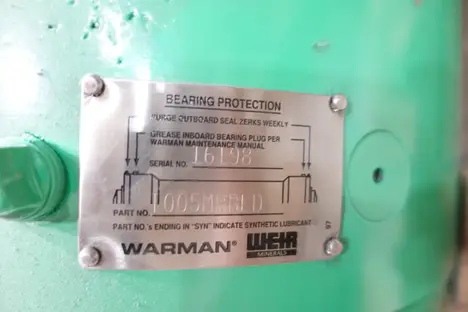 BEARING PROTECTION
PURGE OUTBOARD SEAL ZERKS WEEKLY
GREASE INBOARD BEARING PLUG PER
WARMAN MAINTENANCE MANUAL
SERIAL NO. 16198
PART NO.
PART NO.'s ENDING IN "SYN" INDICATE SYNTHETIC LUBRICANT
97
WARMAN® WEIR
MINERALS